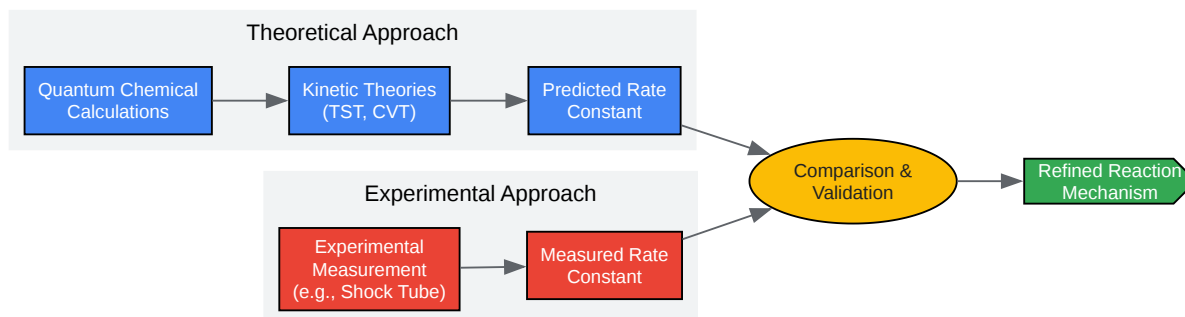 Theoretical Approach
Quantum Chemical
Calculations
Kinetic Theories
(TST, CVT)
Predicted Rate
Constant
Experimental Approach
Experimental
Measurement
(e.g., Shock Tube)
Measured Rate
Constant
Comparison &
Validation
Refined Reaction
Mechanism